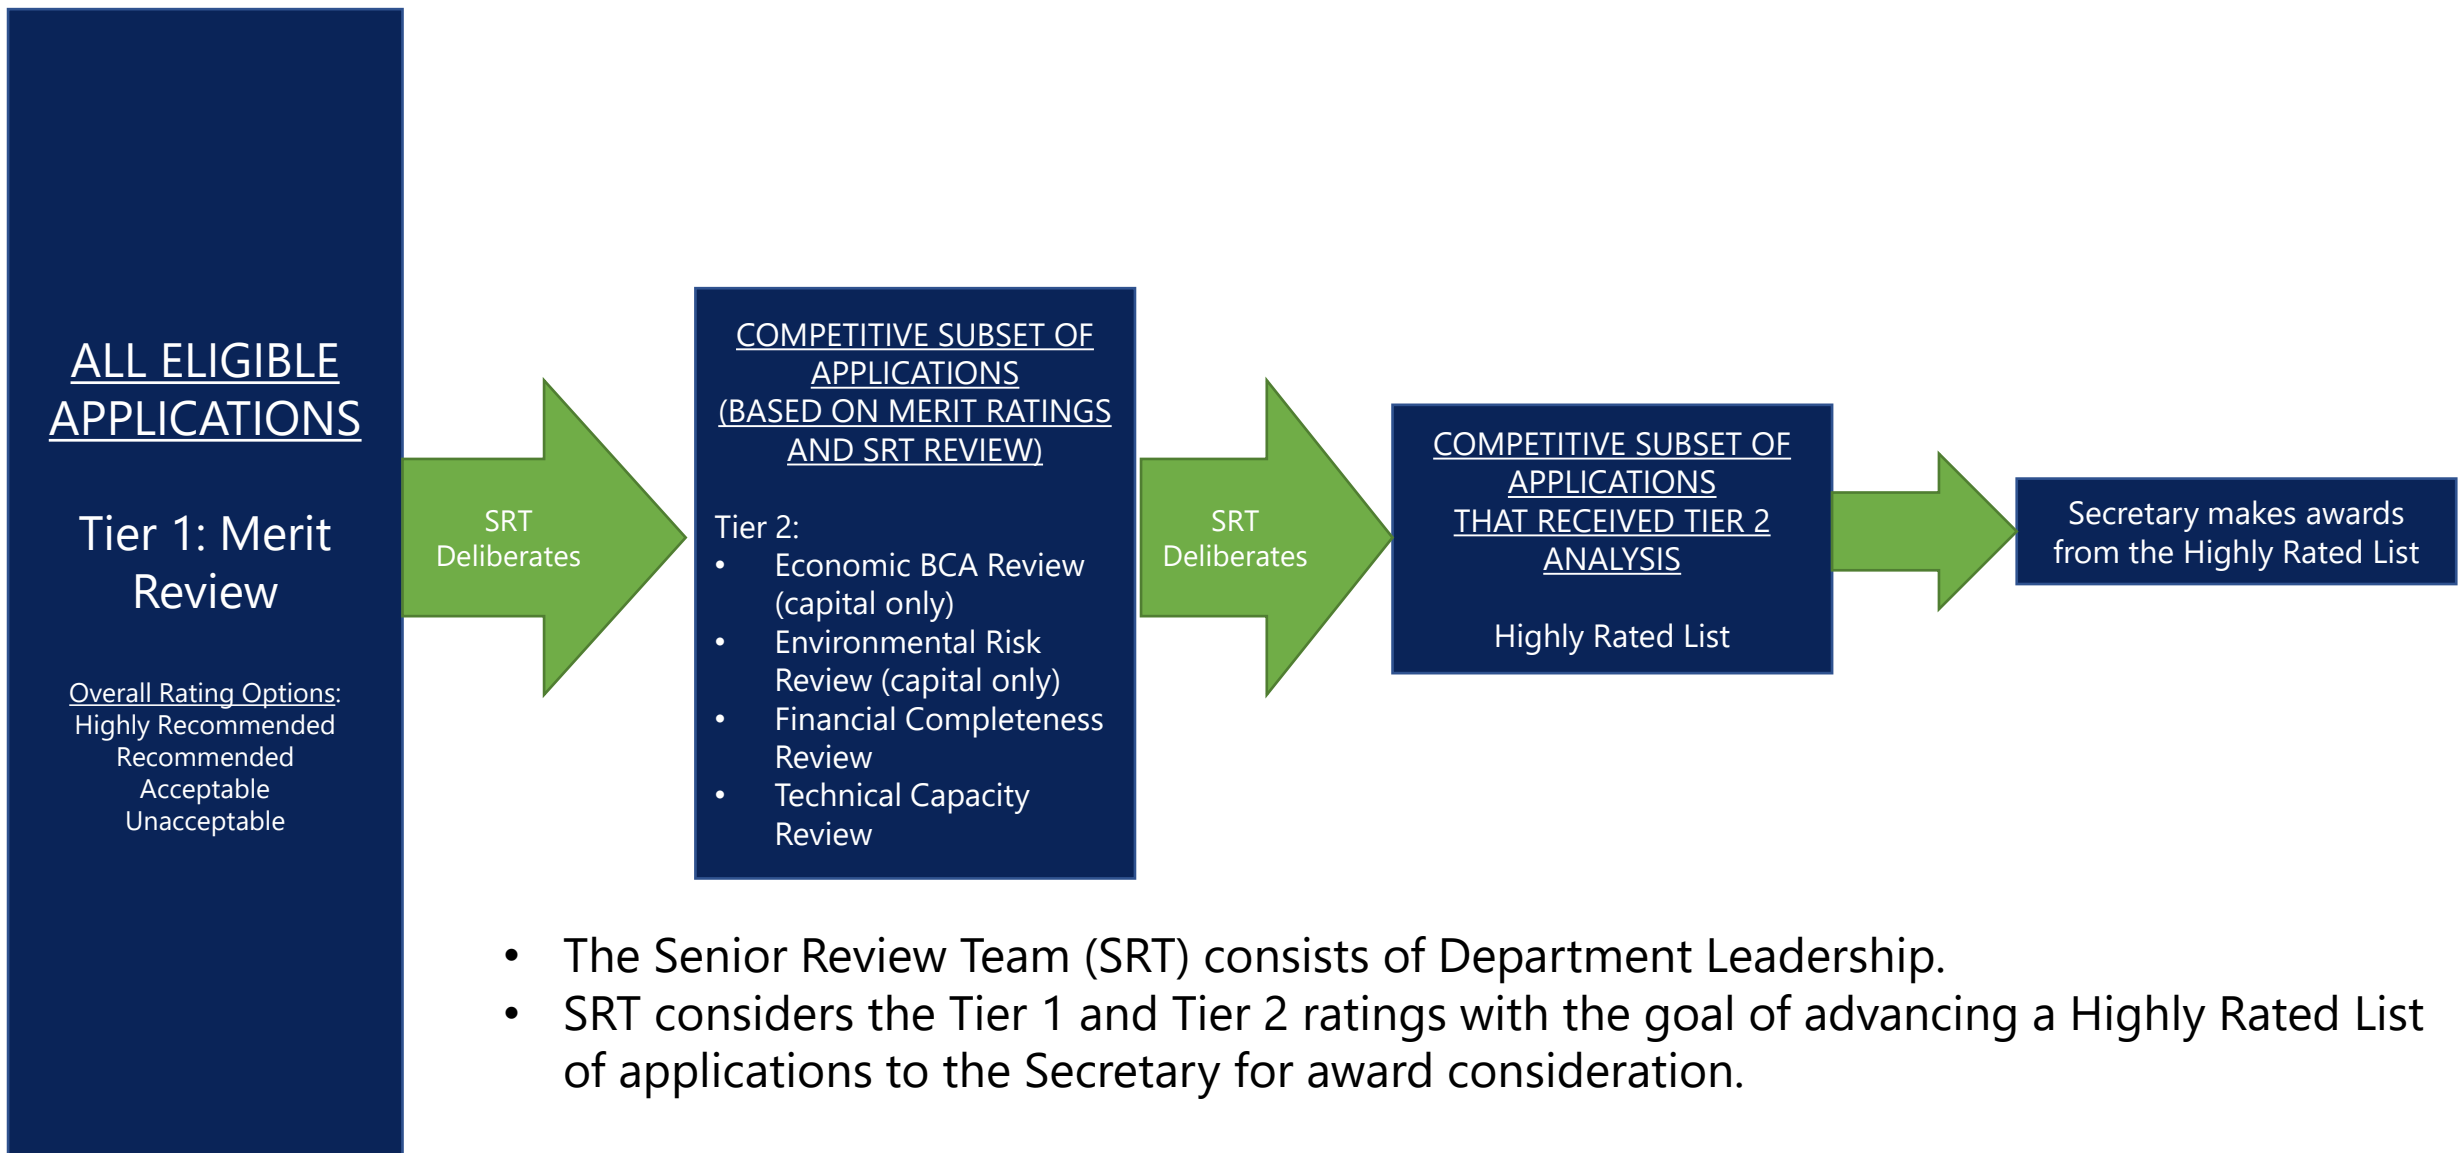 ALL ELIGIBLE
APPLICATIONS
Tier 1: Merit
Review
Overall Rating Options:
Highly Recommended
Recommended
Acceptable
Unacceptable
SRT
Deliberates
COMPETITIVE SUBSET OF
APPLICATIONS
(BASED ON MERIT RATINGS
AND SRT REVIEW)
Tier 2:
• Economic BCA Review
(capital only)
• Environmental Risk
Review (capital only)
• Financial Completeness
Review
• Technical Capacity
Review
SRT
Deliberates
COMPETITIVE SUBSET OF
APPLICATIONS
THAT RECEIVED TIER 2
ANALYSIS
Highly Rated List
Secretary makes awards
from the Highly Rated List
• The Senior Review Team (SRT) consists of Department Leadership.
• SRT considers the Tier 1 and Tier 2 ratings with the goal of advancing a Highly Rated List
of applications to the Secretary for award consideration.